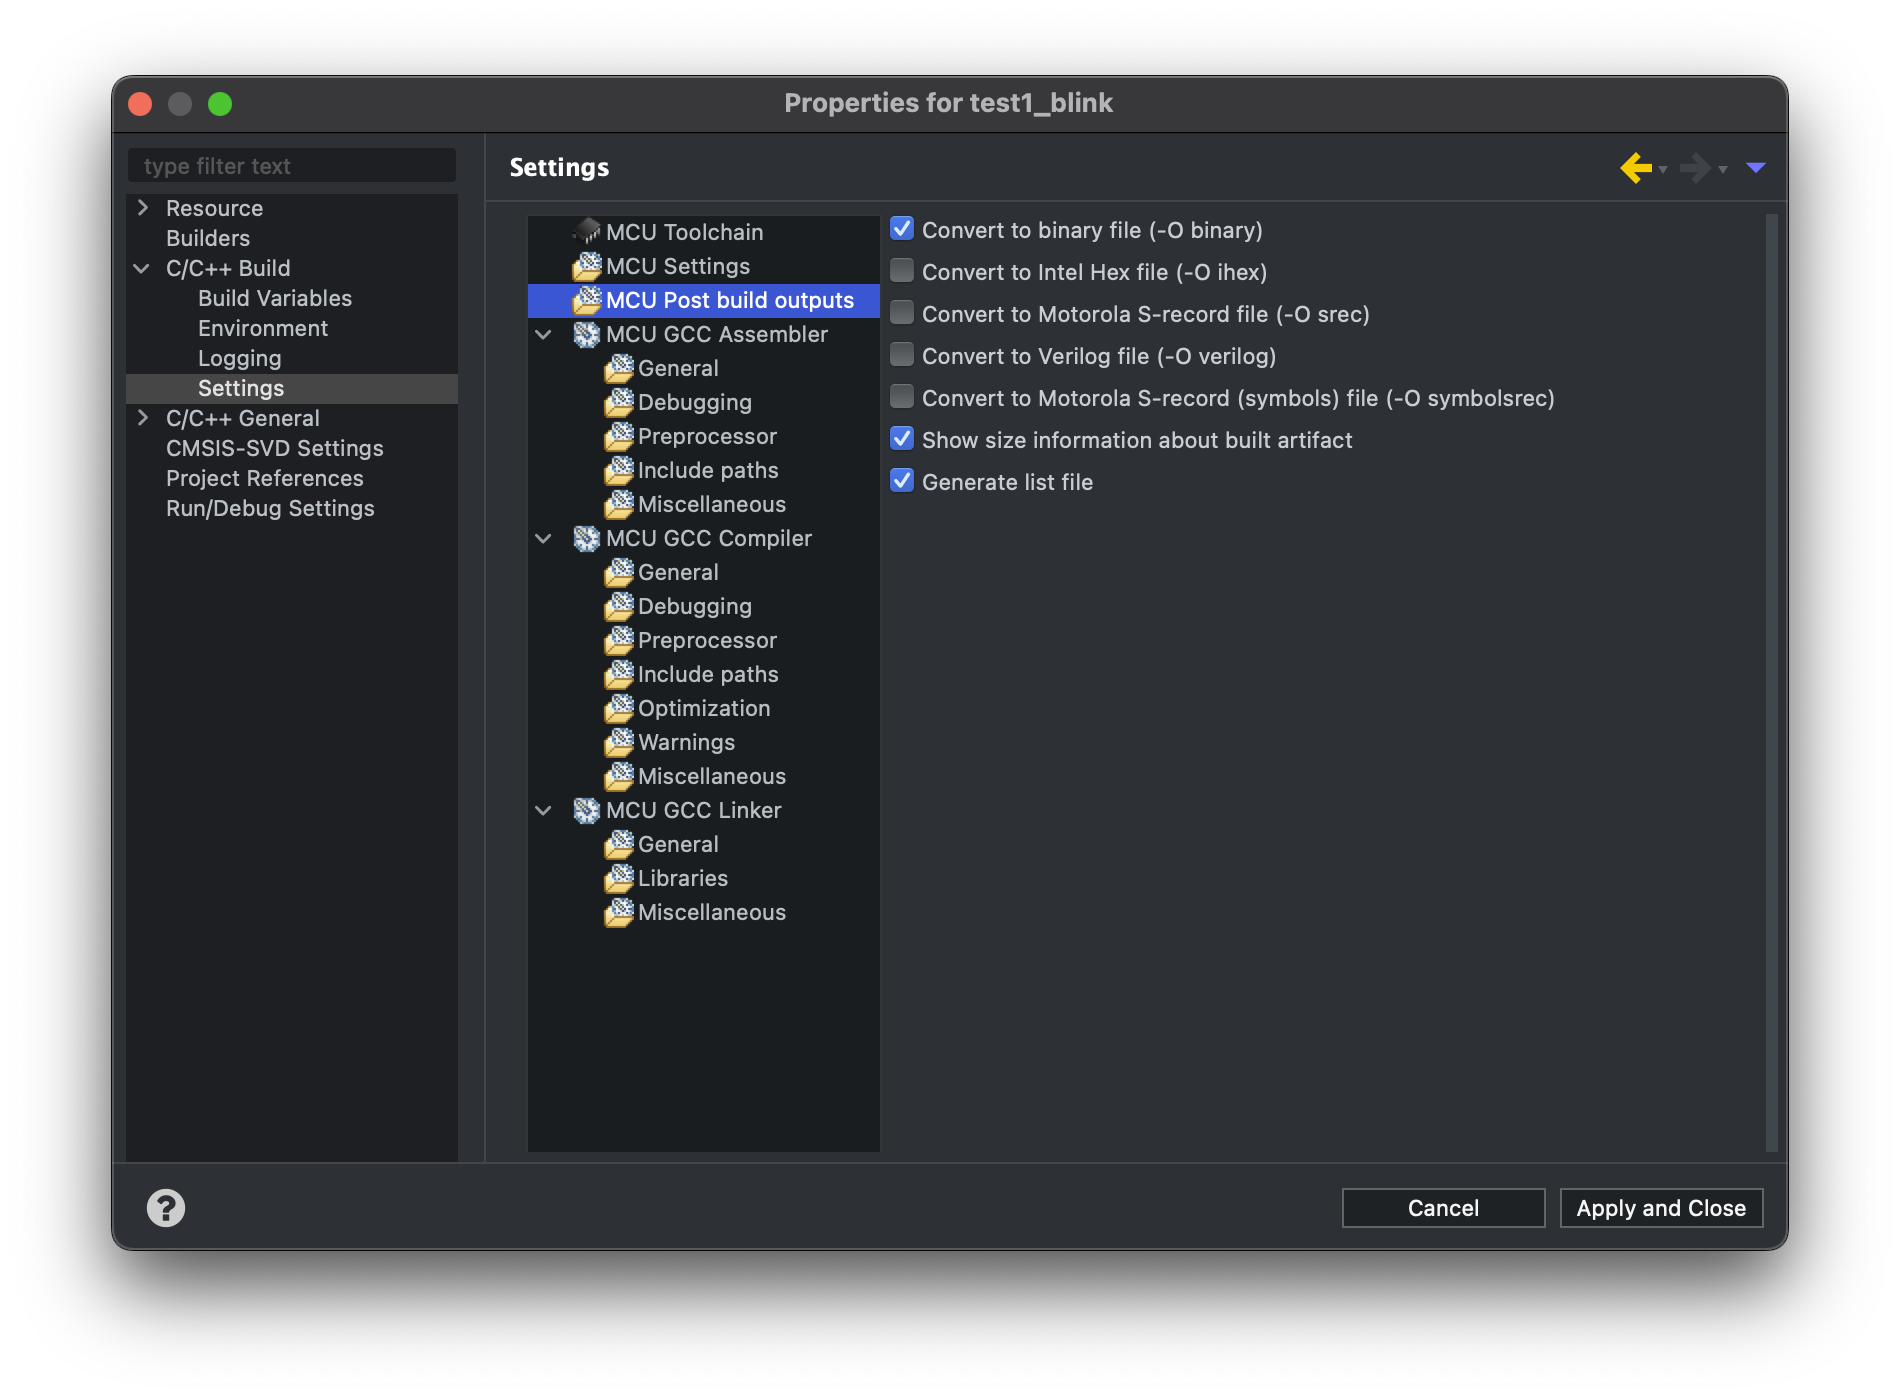 Properties for test1_blink
type filter text
Resource
Builders
C/C++ Build
Build Variables
Environment
Logging
Settings
C/C++ General
CMSIS-SVD Settings
Project References
Run/Debug Settings
Settings
MCU Toolchain
MCU Settings
MCU Post build outputs
MCU GCC Assembler
General
Debugging
Preprocessor
Include paths
Miscellaneous
MCU GCC Compiler
General
Debugging
Preprocessor
Include paths
Optimization
Warnings
Miscellaneous
MCU GCC Linker
General
Libraries
Miscellaneous
Convert to binary file (-O binary)
Convert to Intel Hex file (-O ihex)
Convert to Motorola S-record file (-O srec)
Convert to Verilog file (-O verilog)
Convert to Motorola S-record (symbols) file (-O symbolsrec)
Show size information about built artifact
Generate list file
?
Cancel
Apply and Close